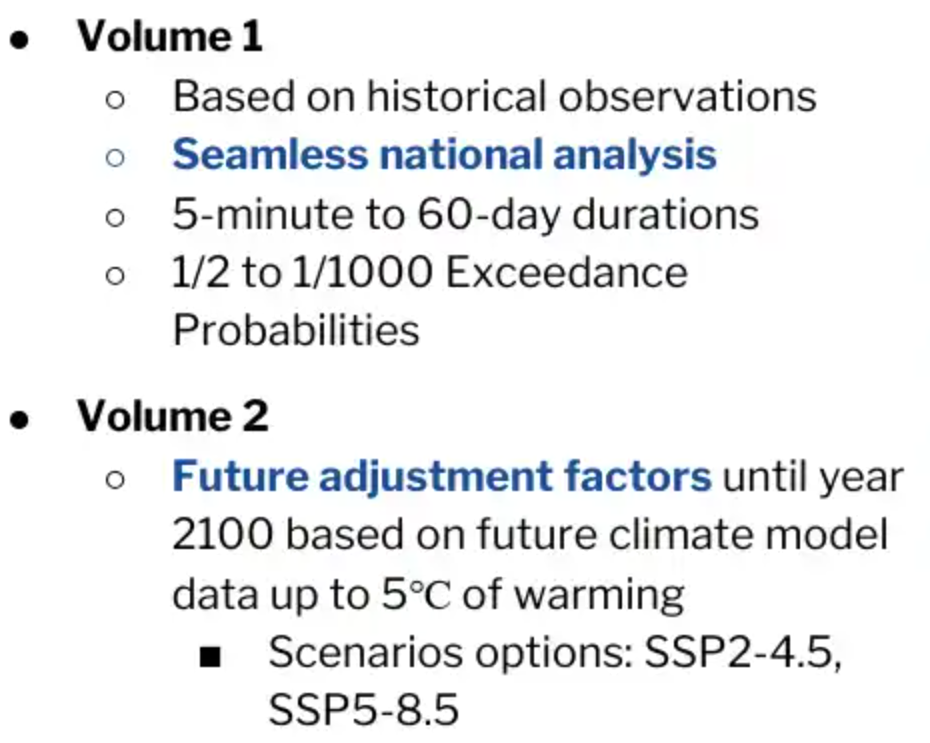 ● Volume 1
○ Based on historical observations
○ Seamless national analysis
○ 5-minute to 60-day durations
○ 1/2 to 1/1000 Exceedance
Probabilities
● Volume 2
○ Future adjustment factors until year
2100 based on future climate model
data up to 5°C of warming
■ Scenarios options: SSP2-4.5,
SSP5-8.5